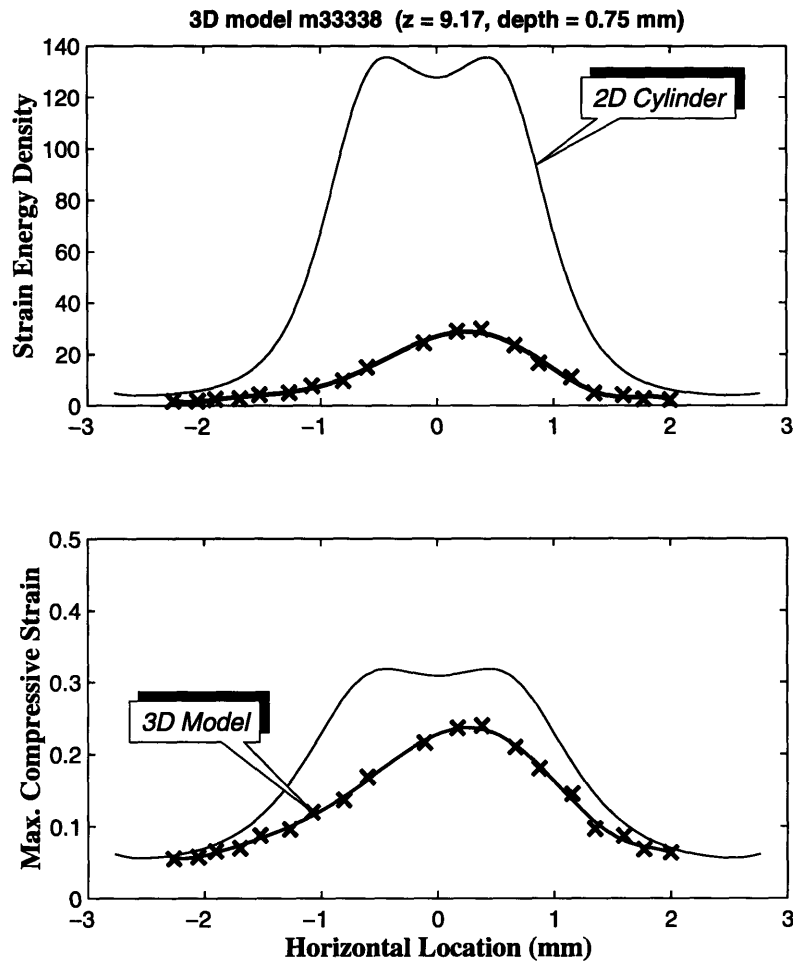 3D model m33338 (z = 9.17, depth = 0.75 mm)
140
120
100
80
60
40
20
0
Strain Energy Density
2D Cylinder
−3 −2 −1 0 1 2 3
0.5
0.4
0.3
0.2
0.1
0
Max. Compressive Strain
3D Model
−3 −2 −1 0 1 2 3
Horizontal Location (mm)